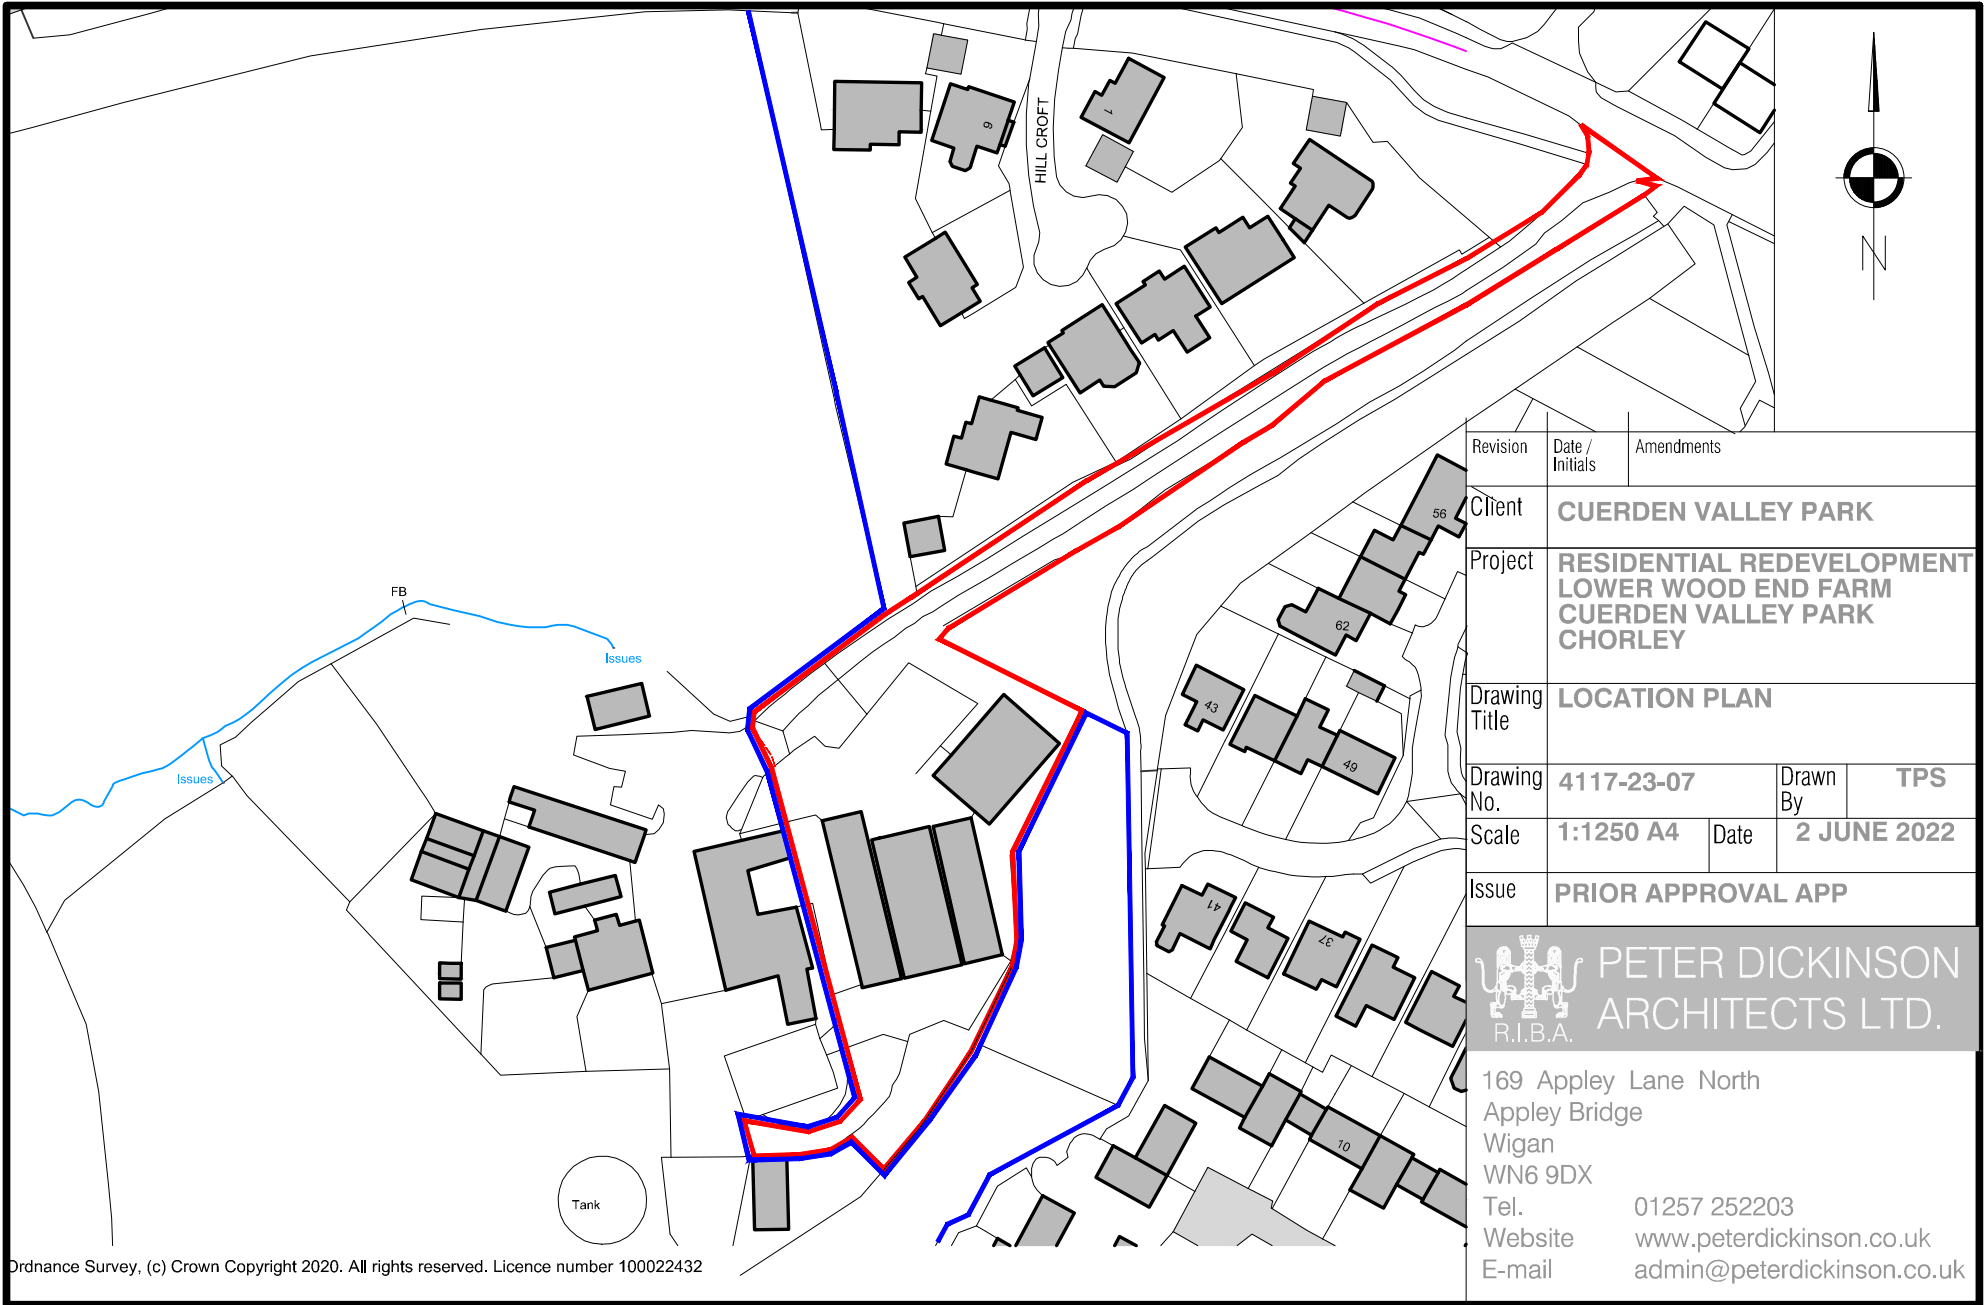 HILL CROFT
9
1
N
FB
Issues
Issues
56
62
43
49
41
37
10
Tank
Ordnance Survey, (c) Crown Copyright 2020. All rights reserved. Licence number 100022432
Revision Date / Initials Amendments
Client CUERDEN VALLEY PARK
Project RESIDENTIAL REDEVELOPMENT
LOWER WOOD END FARM
CUERDEN VALLEY PARK
CHORLEY
Drawing Title LOCATION PLAN
Drawing No. 4117-23-07 Drawn By TPS
Scale 1:1250 A4 Date 2 JUNE 2022
Issue PRIOR APPROVAL APP
R.I.B.A.
PETER DICKINSON
ARCHITECTS LTD.
169 Appley Lane North
Appley Bridge
Wigan
WN6 9DX
Tel. 01257 252203
Website www.peterdickinson.co.uk
E-mail admin@peterdickinson.co.uk